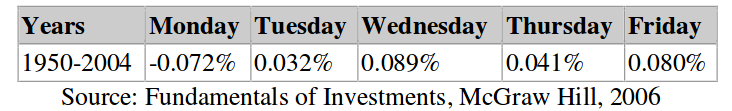 Years Monday Tuesday Wednesday Thursday Friday
1950-2004 -0.072% 0.032% 0.089% 0.041% 0.080%
Source: Fundamentals of Investments, McGraw Hill, 2006